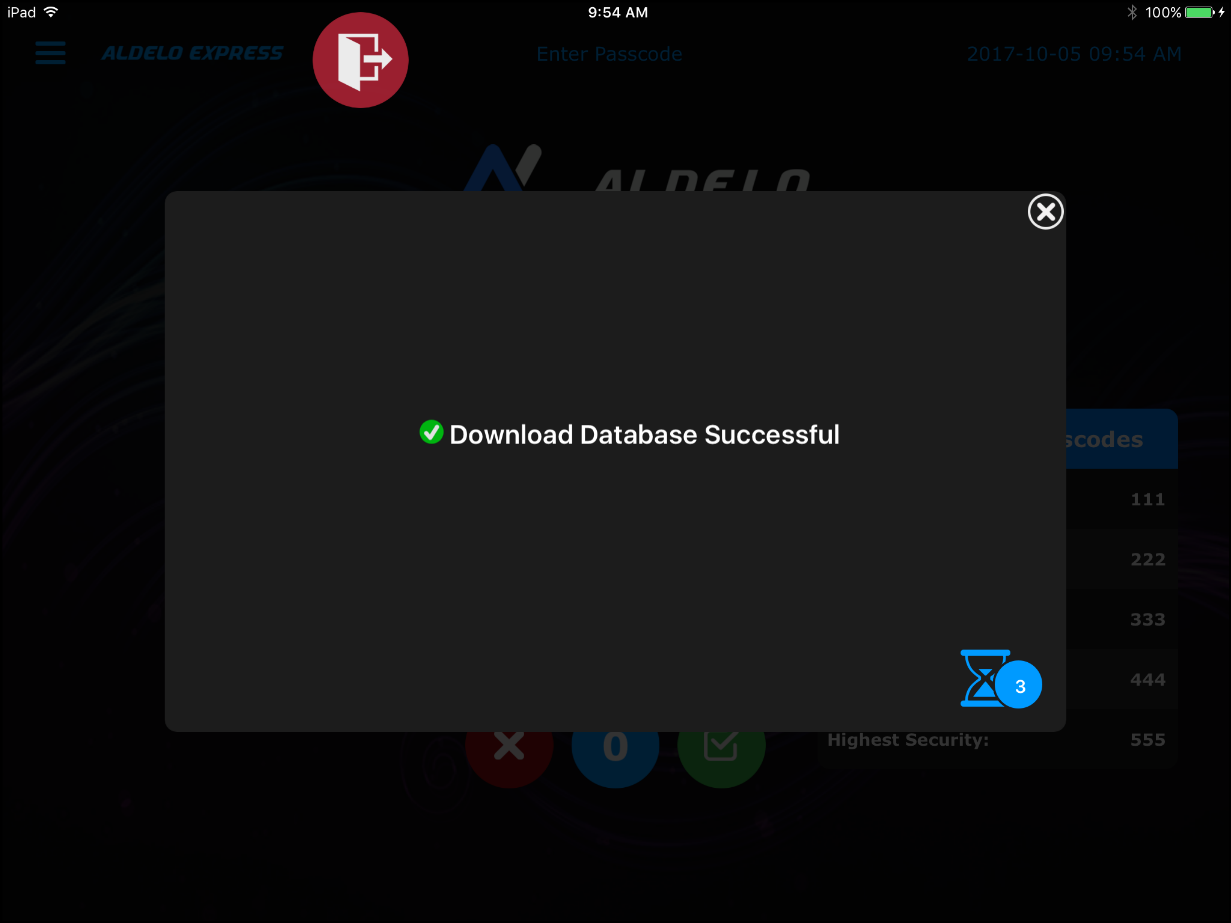 iPad 9:54 AM 100%
ALDELO EXPRESS Enter Passcode 2017-10-05 09:54 AM
ALDELO
Download Database Successful
111
222
333
444
3
0
Highest Security: 555